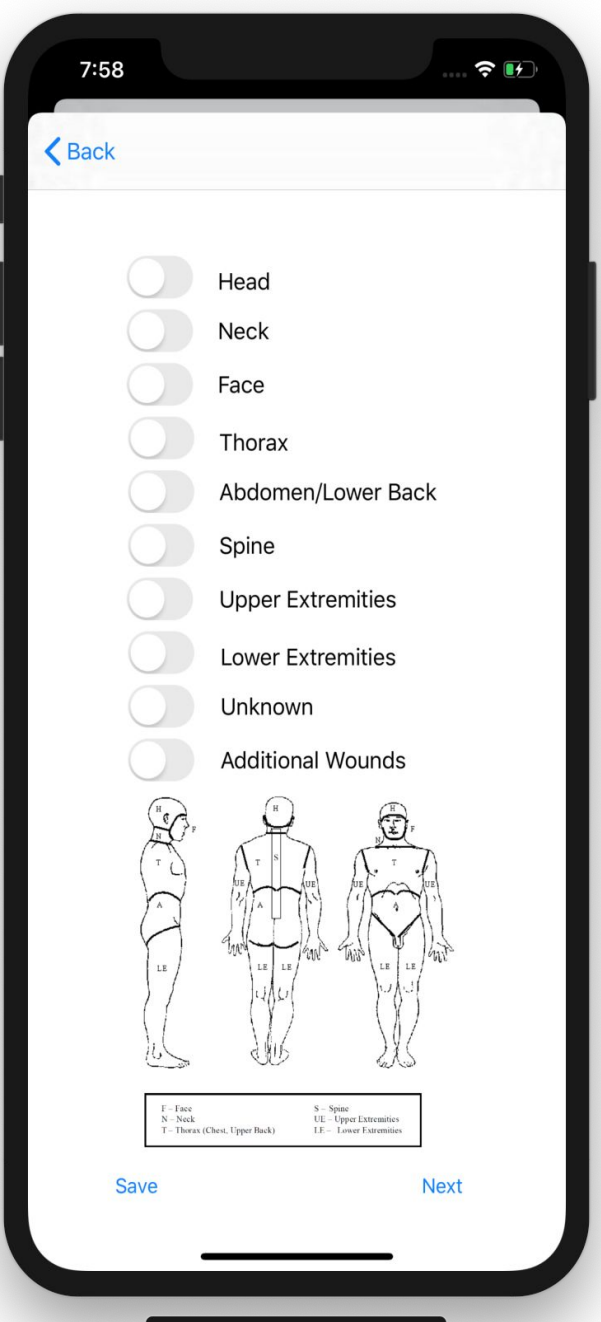 7:58
Back
Head
Neck
Face
Thorax
Abdomen/Lower Back
Spine
Upper Extremities
Lower Extremities
Unknown
Additional Wounds
H H H
F F
N N
T T S T
UE UE UE UE
A A A
LE LE LE LE LE
F – Face S – Spine
N – Neck UE – Upper Extremities
T – Thorax (Chest, Upper Back) LE – Lower Extremities
Save Next